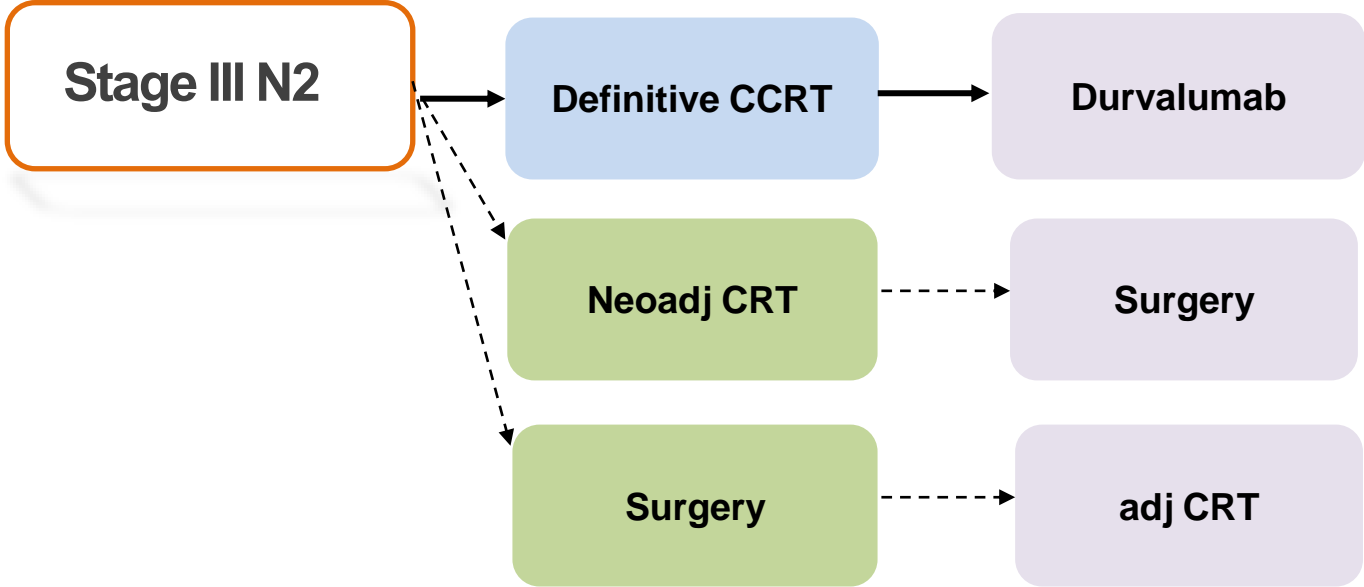 Stage III N2
Definitive CCRT
Durvalumab
Neoadj CRT
Surgery
Surgery
adj CRT